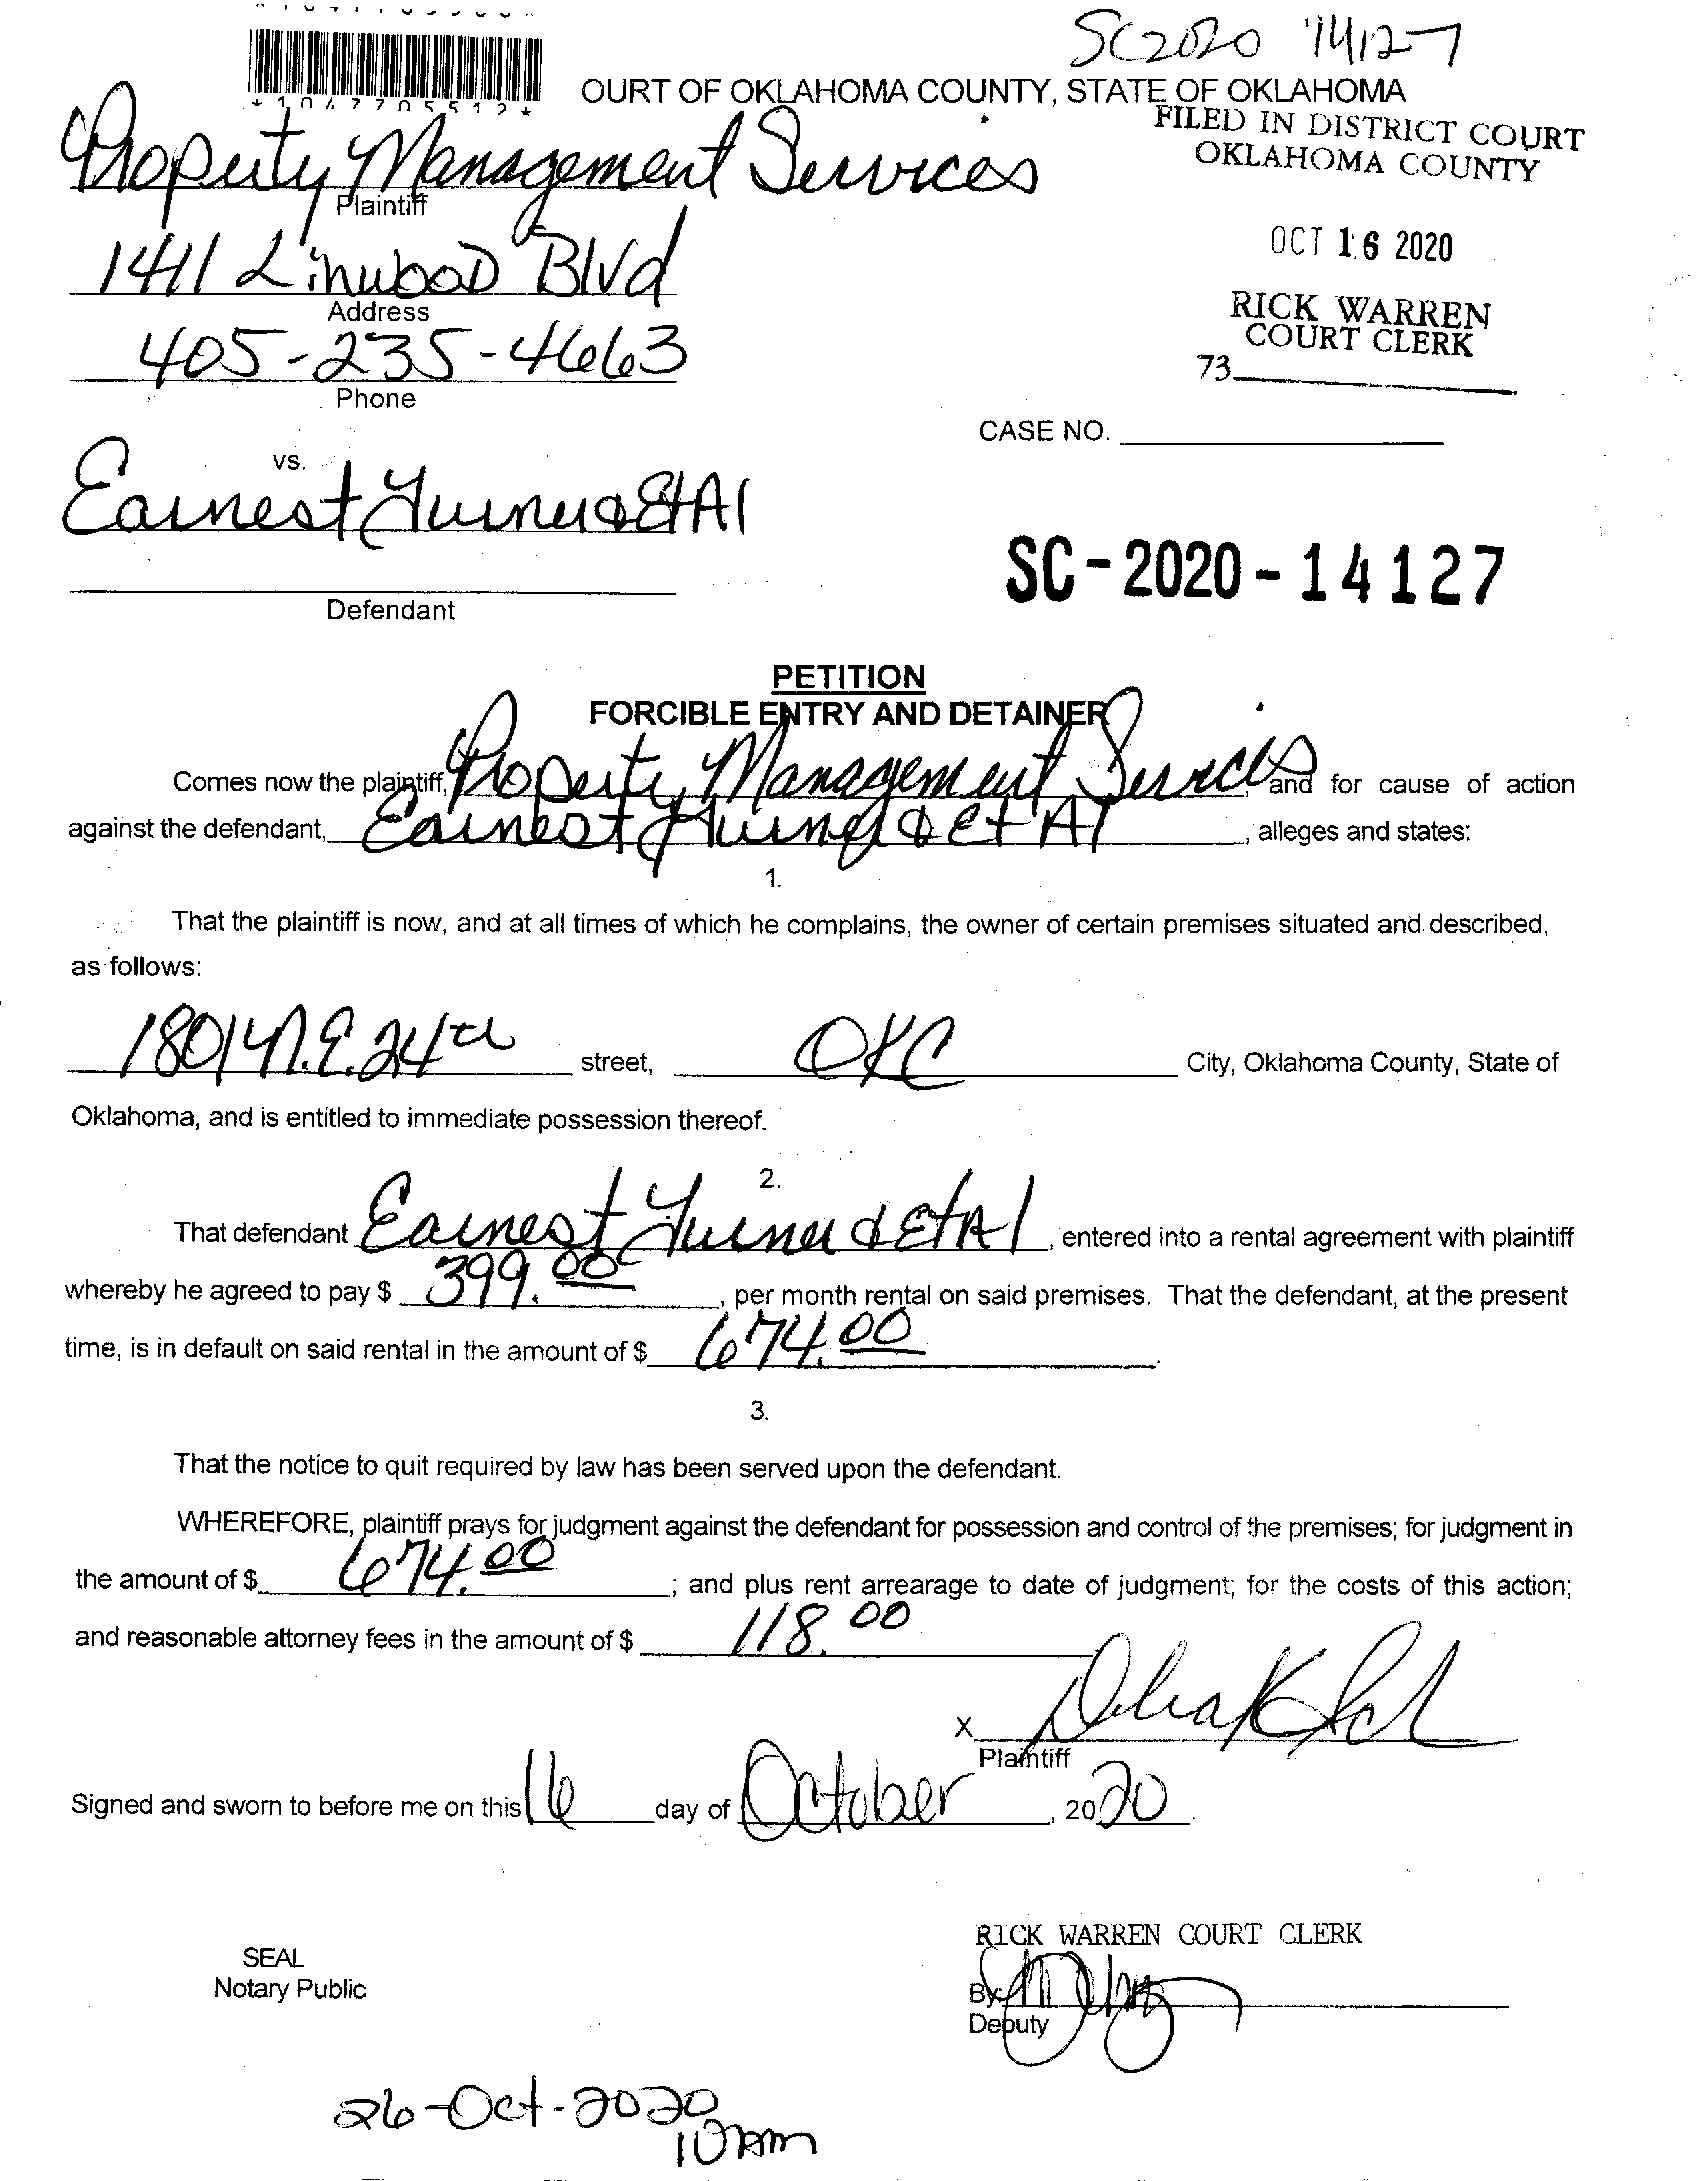 SC2020 14127
*1047705512*
OURT OF OKLAHOMA COUNTY, STATE OF OKLAHOMA
FILED IN DISTRICT COURT
OKLAHOMA COUNTY
Property Management Services
Plaintiff
OCT 16 2020
1411 Linwood Blvd
Address
RICK WARREN
COURT CLERK
405-235-4663
73
Phone
CASE NO.
vs.
Earnest Turner & Et Al
SC-2020-14127
Defendant
PETITION
FORCIBLE ENTRY AND DETAINER
Comes now the plaintiff, Property Management Services, and for cause of action
against the defendant, Earnest Turner & Et Al, alleges and states:
1.
That the plaintiff is now, and at all times of which he complains, the owner of certain premises situated and described,
as follows:
1801 N.E. 24th street, OKC City, Oklahoma County, State of
Oklahoma, and is entitled to immediate possession thereof.
2.
That defendant Earnest Turner & Et Al, entered into a rental agreement with plaintiff
whereby he agreed to pay $ 399.00, per month rental on said premises. That the defendant, at the present
time, is in default on said rental in the amount of $ 674.00.
3.
That the notice to quit required by law has been served upon the defendant.
WHEREFORE, plaintiff prays for judgment against the defendant for possession and control of the premises; for judgment in
the amount of $ 674.00; and plus rent arrearage to date of judgment; for the costs of this action;
and reasonable attorney fees in the amount of $ 118.00
X
Plaintiff
Signed and sworn to before me on this 16 day of October, 2020
RICK WARREN COURT CLERK
SEAL
Notary Public
By
Deputy
26-Oct-2020
10am